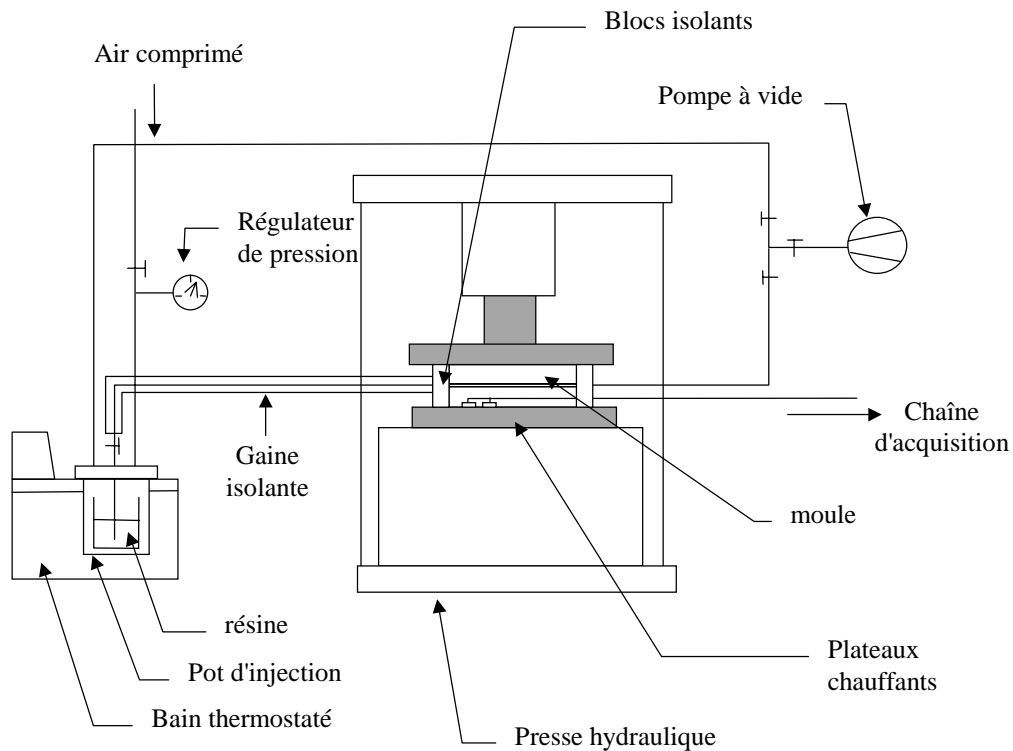 Blocs isolants
Air comprimé
Pompe à vide
Régulateur
de pression
Gaine
isolante
Chaîne
d'acquisition
moule
résine
Pot d'injection
Bain thermostaté
Plateaux
chauffants
Presse hydraulique